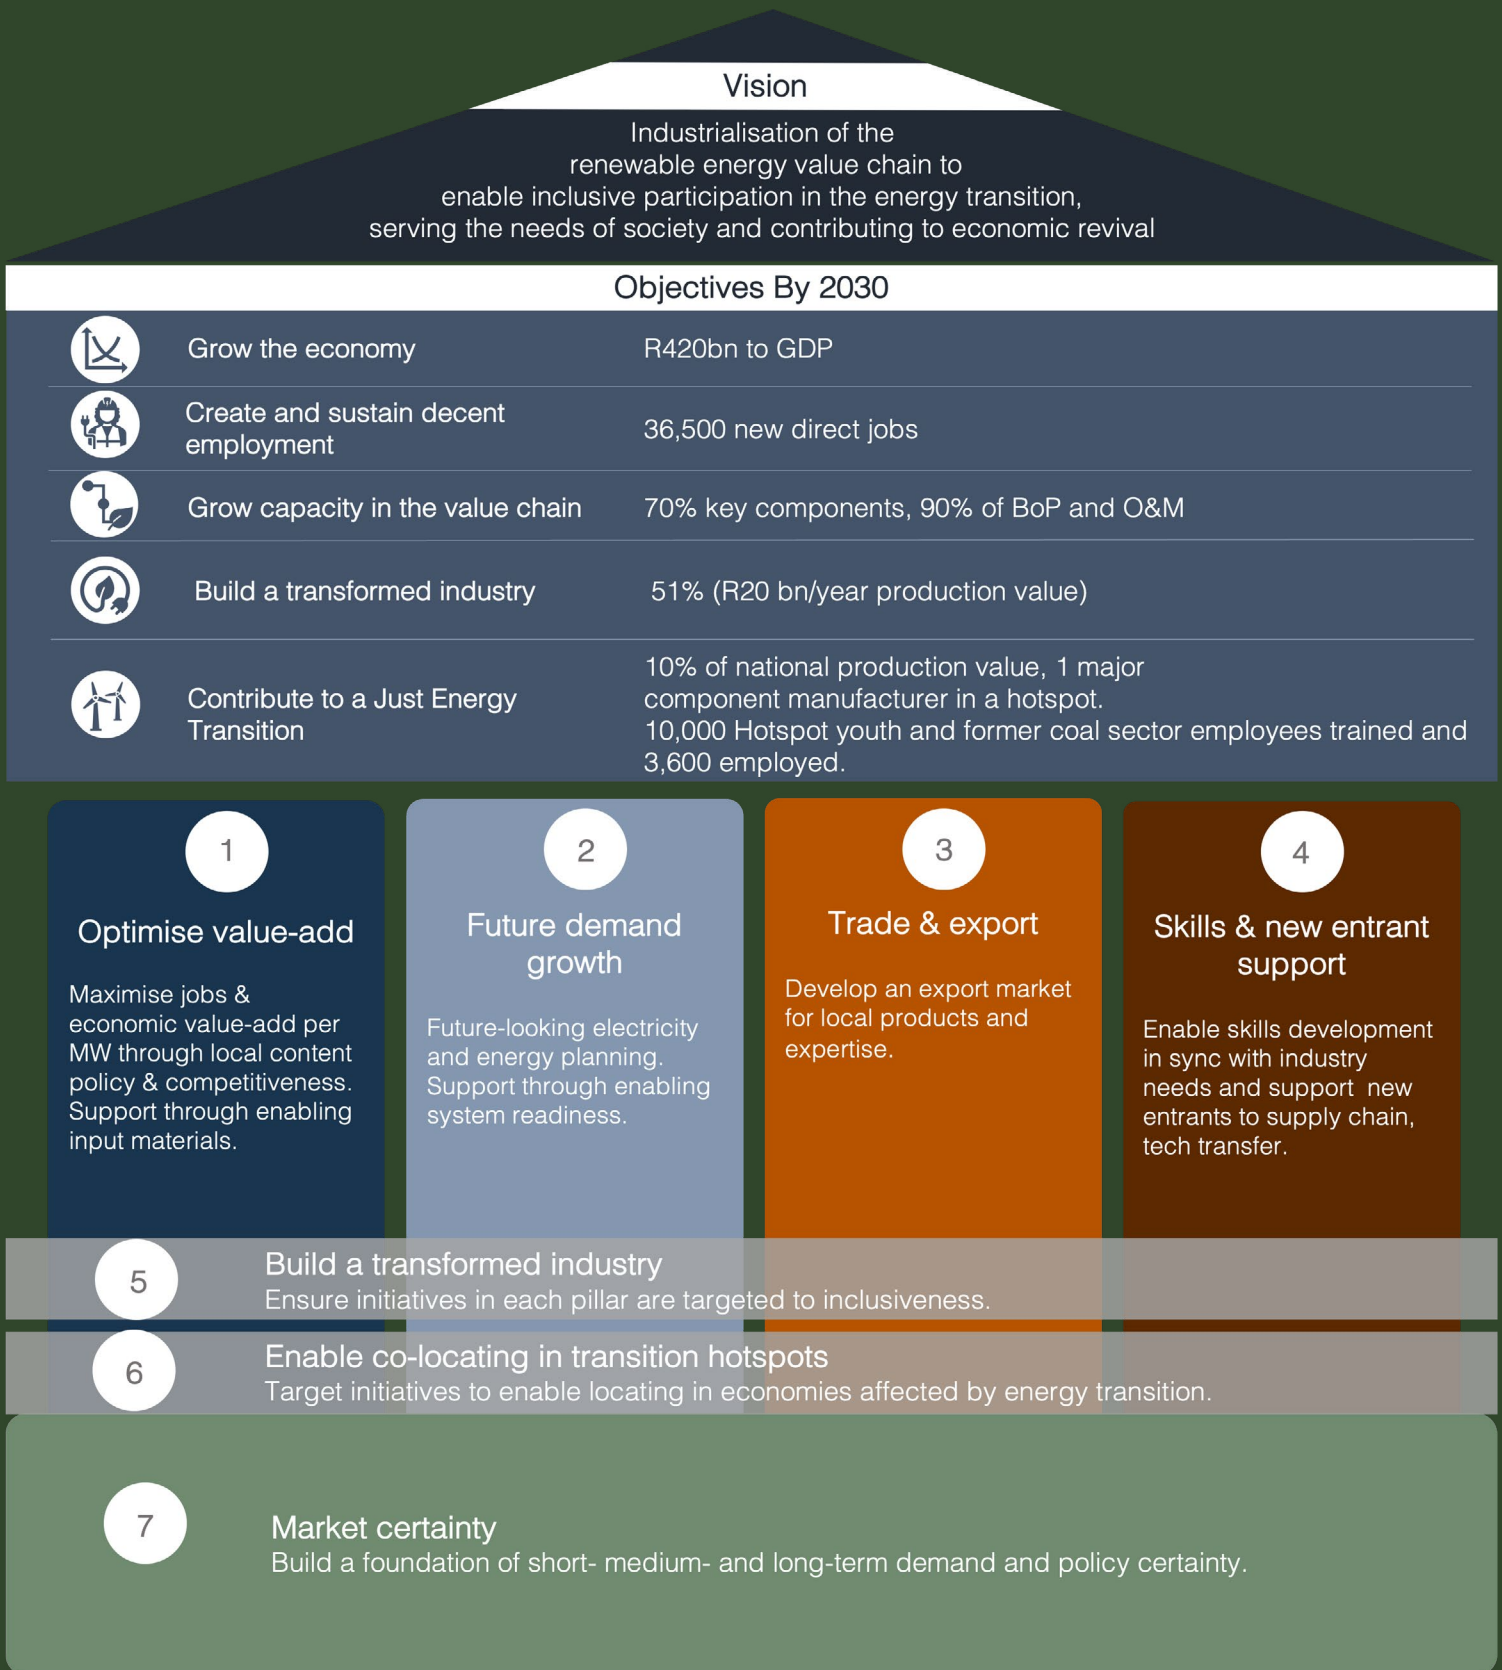 Vision
Industrialisation of the
renewable energy value chain to
enable inclusive participation in the energy transition,
serving the needs of society and contributing to economic revival
Objectives By 2030
Grow the economy
R420bn to GDP
Create and sustain decent
employment
36,500 new direct jobs
Grow capacity in the value chain
70% key components, 90% of BoP and O&M
Build a transformed industry
51% (R20 bn/year production value)
Contribute to a Just Energy
Transition
10% of national production value, 1 major
component manufacturer in a hotspot.
10,000 Hotspot youth and former coal sector employees trained and
3,600 employed.
1
Optimise value-add
Maximise jobs &
economic value-add per
MW through local content
policy & competitiveness.
Support through enabling
input materials.
2
Future demand
growth
Future-looking electricity
and energy planning.
Support through enabling
system readiness.
3
Trade & export
Develop an export market
for local products and
expertise.
4
Skills & new entrant
support
Enable skills development
in sync with industry
needs and support new
entrants to supply chain,
tech transfer.
5
Build a transformed industry
Ensure initiatives in each pillar are targeted to inclusiveness.
6
Enable co-locating in transition hotspots
Target initiatives to enable locating in economies affected by energy transition.
7
Market certainty
Build a foundation of short- medium- and long-term demand and policy certainty.